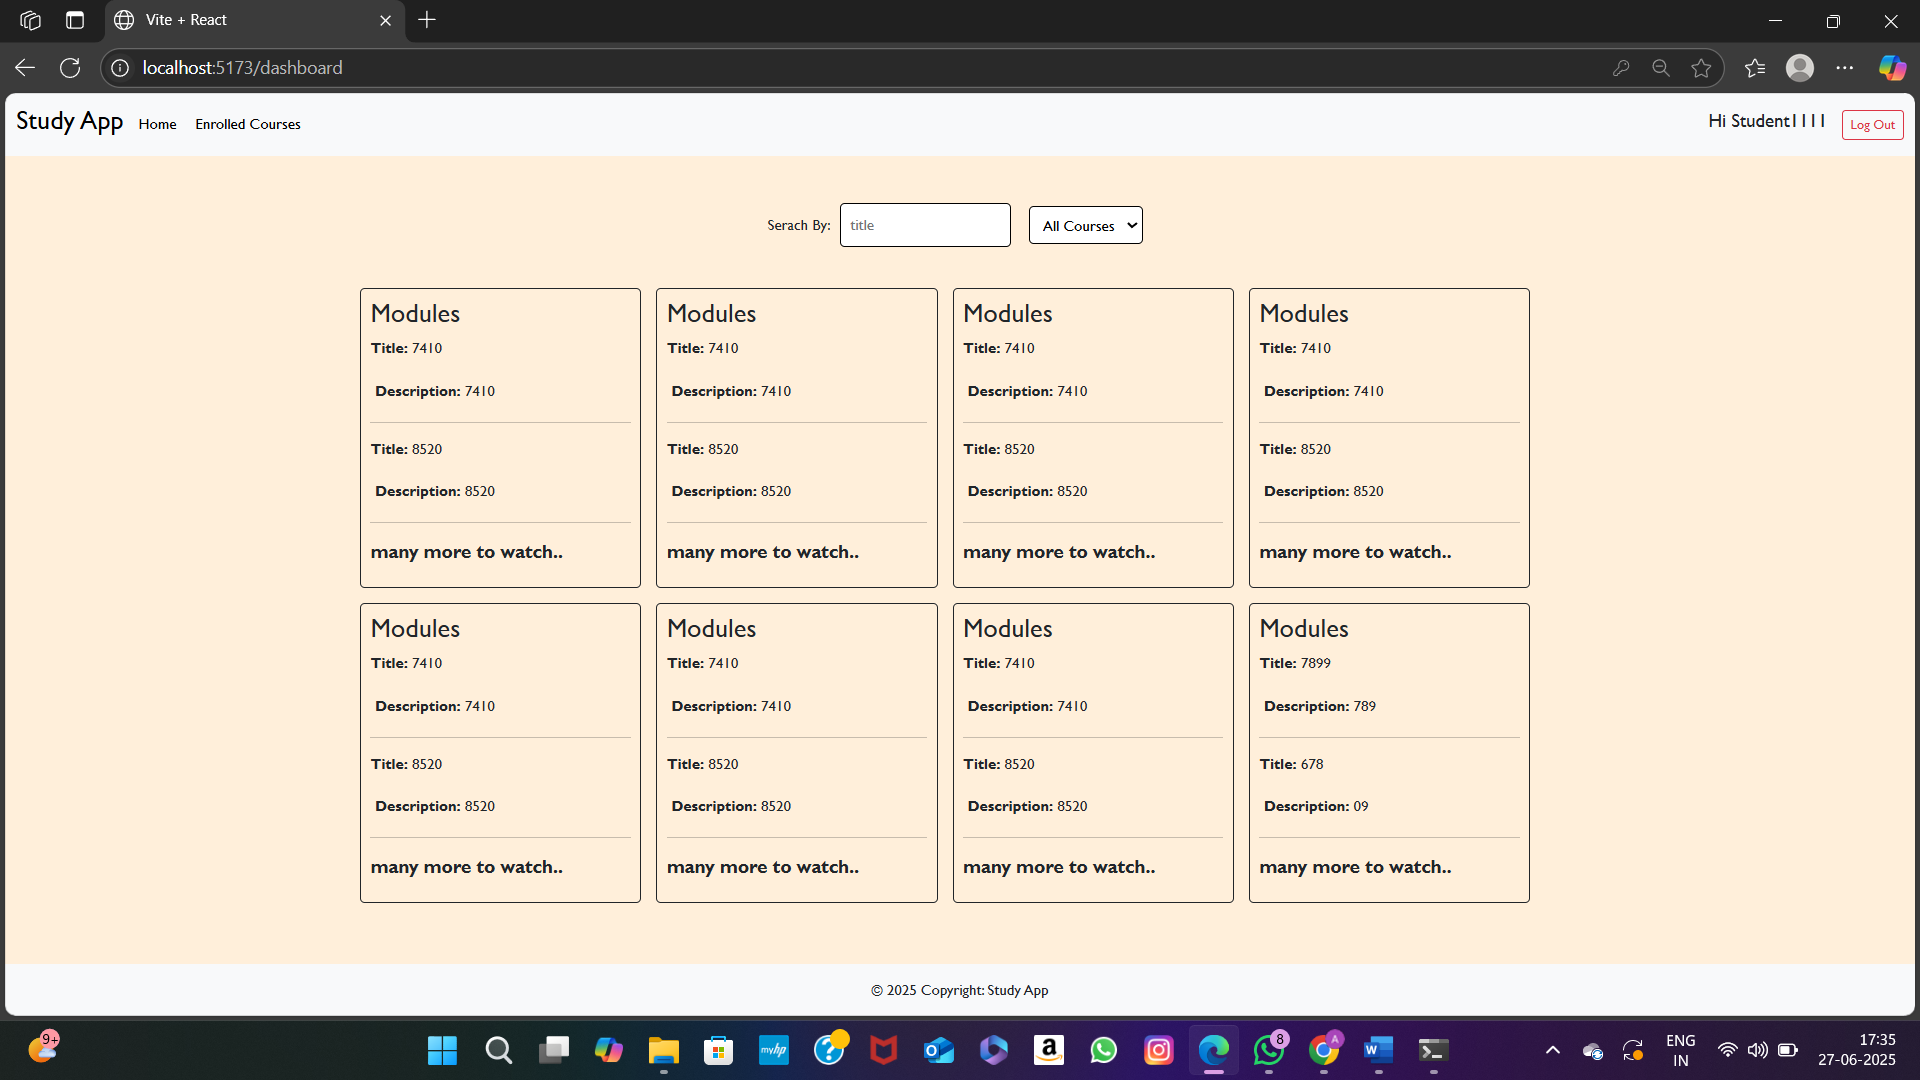 Vite + React
localhost:5173/dashboard
Study App Home Enrolled Courses Hi Student1111 Log Out
Serach By: title All Courses
Modules Modules Modules Modules
Title: 7410 Title: 7410 Title: 7410 Title: 7410
Description: 7410 Description: 7410 Description: 7410 Description: 7410
Title: 8520 Title: 8520 Title: 8520 Title: 8520
Description: 8520 Description: 8520 Description: 8520 Description: 8520
many more to watch.. many more to watch.. many more to watch.. many more to watch..
Modules Modules Modules Modules
Title: 7410 Title: 7410 Title: 7410 Title: 7899
Description: 7410 Description: 7410 Description: 7410 Description: 789
Title: 8520 Title: 8520 Title: 8520 Title: 678
Description: 8520 Description: 8520 Description: 8520 Description: 09
many more to watch.. many more to watch.. many more to watch.. many more to watch..
© 2025 Copyright: Study App
9+ myhp 8 A ENG 17:35
IN 27-06-2025